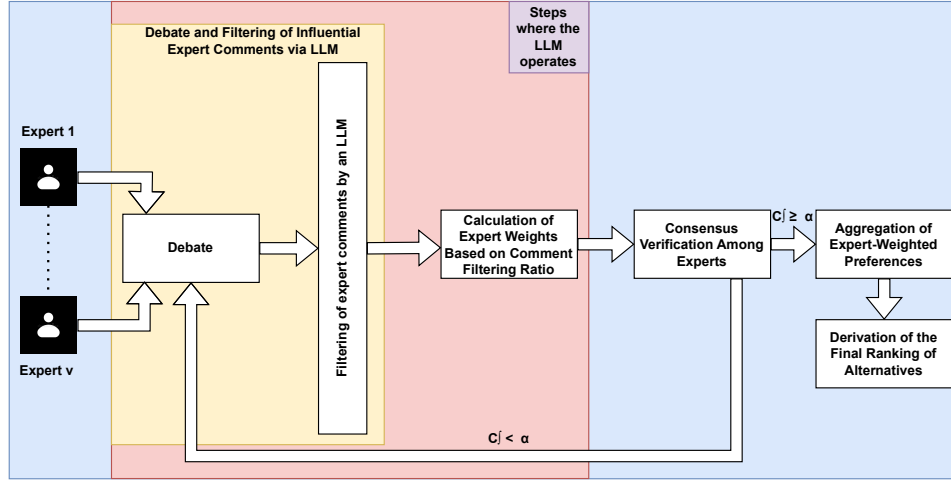 Debate and Filtering of Influential
Expert Comments via LLM
Steps
where the
LLM
operates
Expert 1
Expert v
Debate
Filtering of expert comments by an LLM
Calculation of
Expert Weights
Based on Comment
Filtering Ratio
Consensus
Verification Among
Experts
C∫ ≥ α
Aggregation of
Expert-Weighted
Preferences
Derivation of the
Final Ranking of
Alternatives
C∫ < α